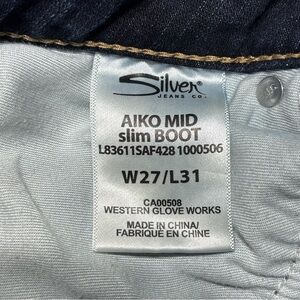 Silver
JEANS CO.
AIKO MID
slim BOOT
L83611SAF428 1000506
W27/L31
CA00508
WESTERN GLOVE WORKS
MADE IN CHINA/
FABRIQUÉ EN CHINE